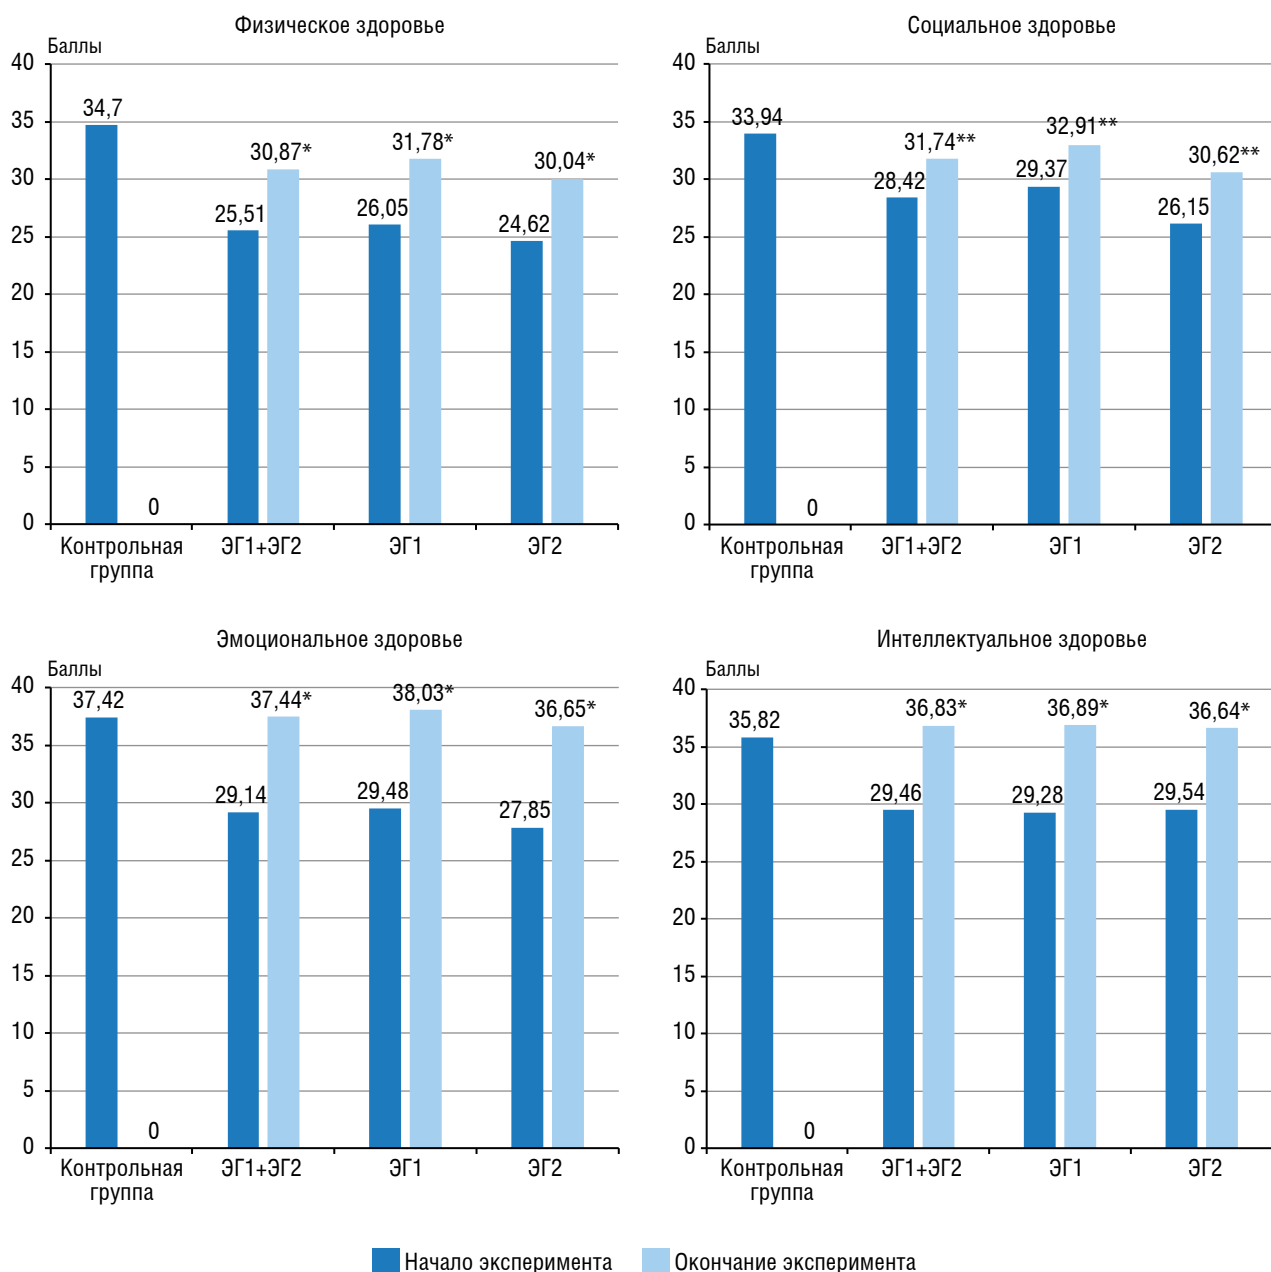 Физическое здоровье
Баллы
40
35
30
25
20
15
10
5
0
34,7
0
25,51
30,87*
26,05
31,78*
24,62
30,04*
Контрольная
группа
ЭГ1+ЭГ2
ЭГ1
ЭГ2
Социальное здоровье
Баллы
40
35
30
25
20
15
10
5
0
33,94
0
28,42
31,74**
29,37
32,91**
26,15
30,62**
Контрольная
группа
ЭГ1+ЭГ2
ЭГ1
ЭГ2
Эмоциональное здоровье
Баллы
40
35
30
25
20
15
10
5
0
37,42
0
29,14
37,44*
29,48
38,03*
27,85
36,65*
Контрольная
группа
ЭГ1+ЭГ2
ЭГ1
ЭГ2
Интеллектуальное здоровье
Баллы
40
35
30
25
20
15
10
5
0
35,82
0
29,46
36,83*
29,28
36,89*
29,54
36,64*
Контрольная
группа
ЭГ1+ЭГ2
ЭГ1
ЭГ2
Начало эксперимента
Окончание эксперимента